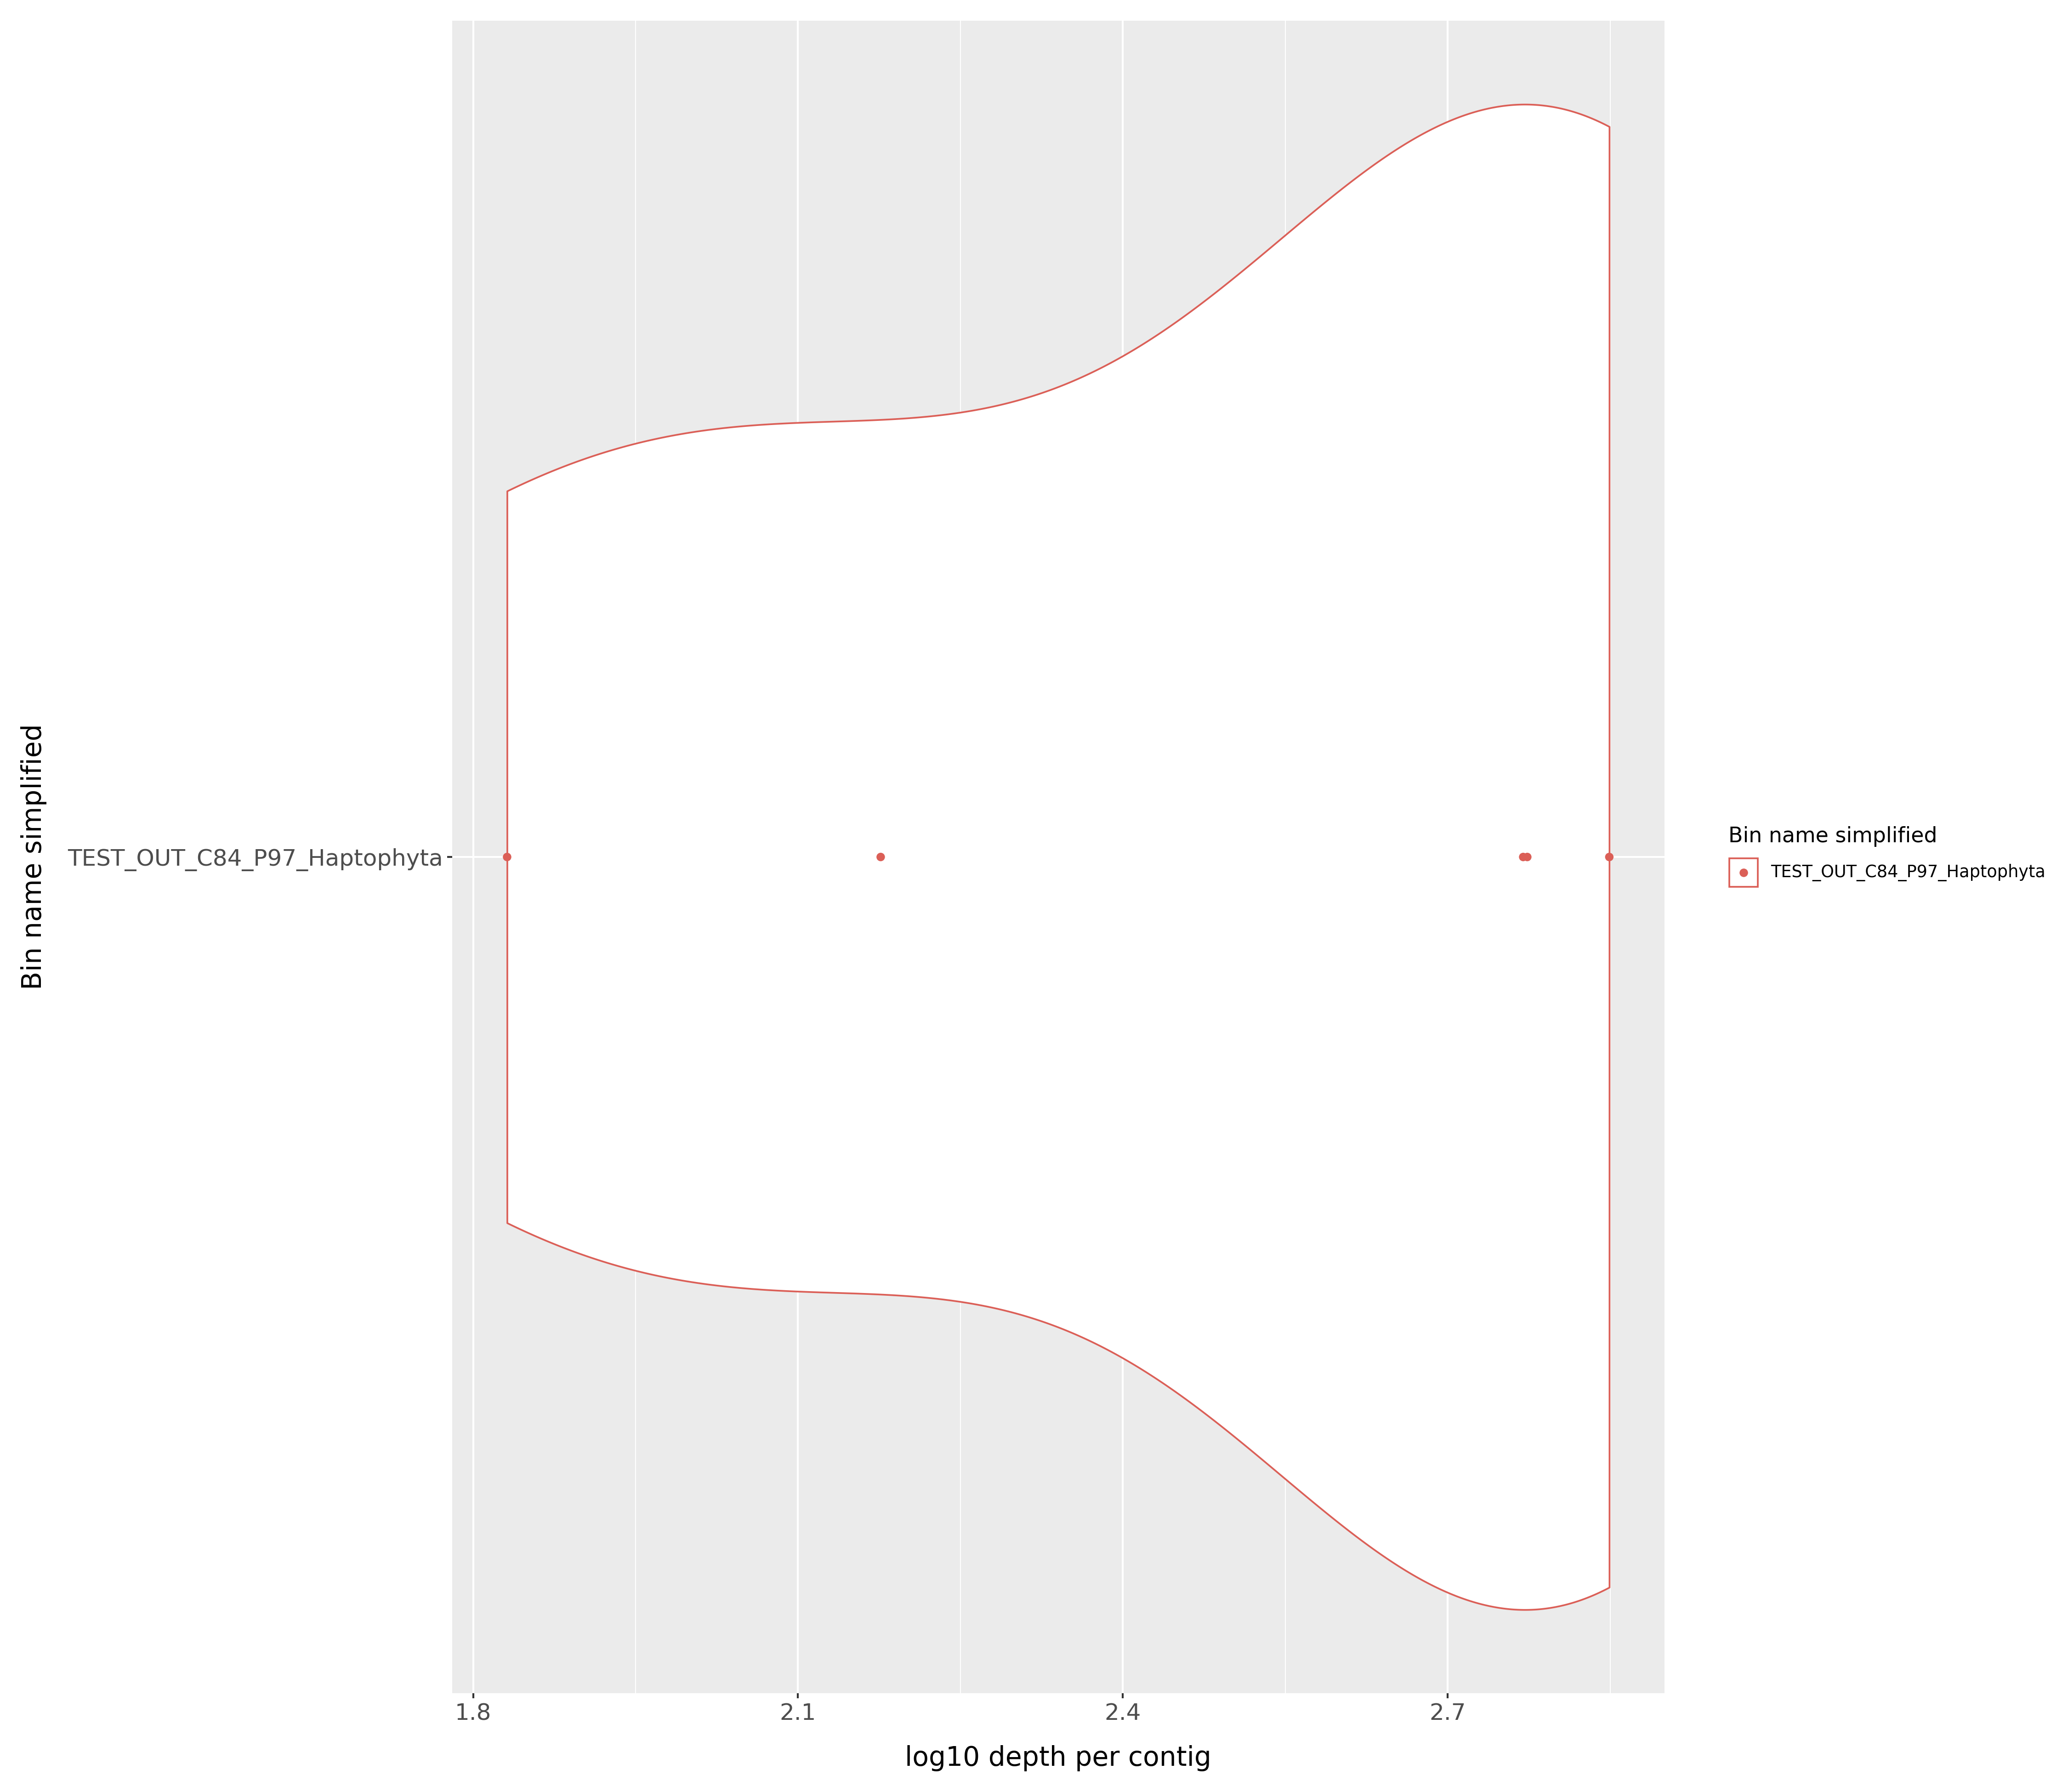 Bin name simplified
TEST_OUT_C84_P97_Haptophyta
1.8 2.1 2.4 2.7
log10 depth per contig
Bin name simplified
TEST_OUT_C84_P97_Haptophyta